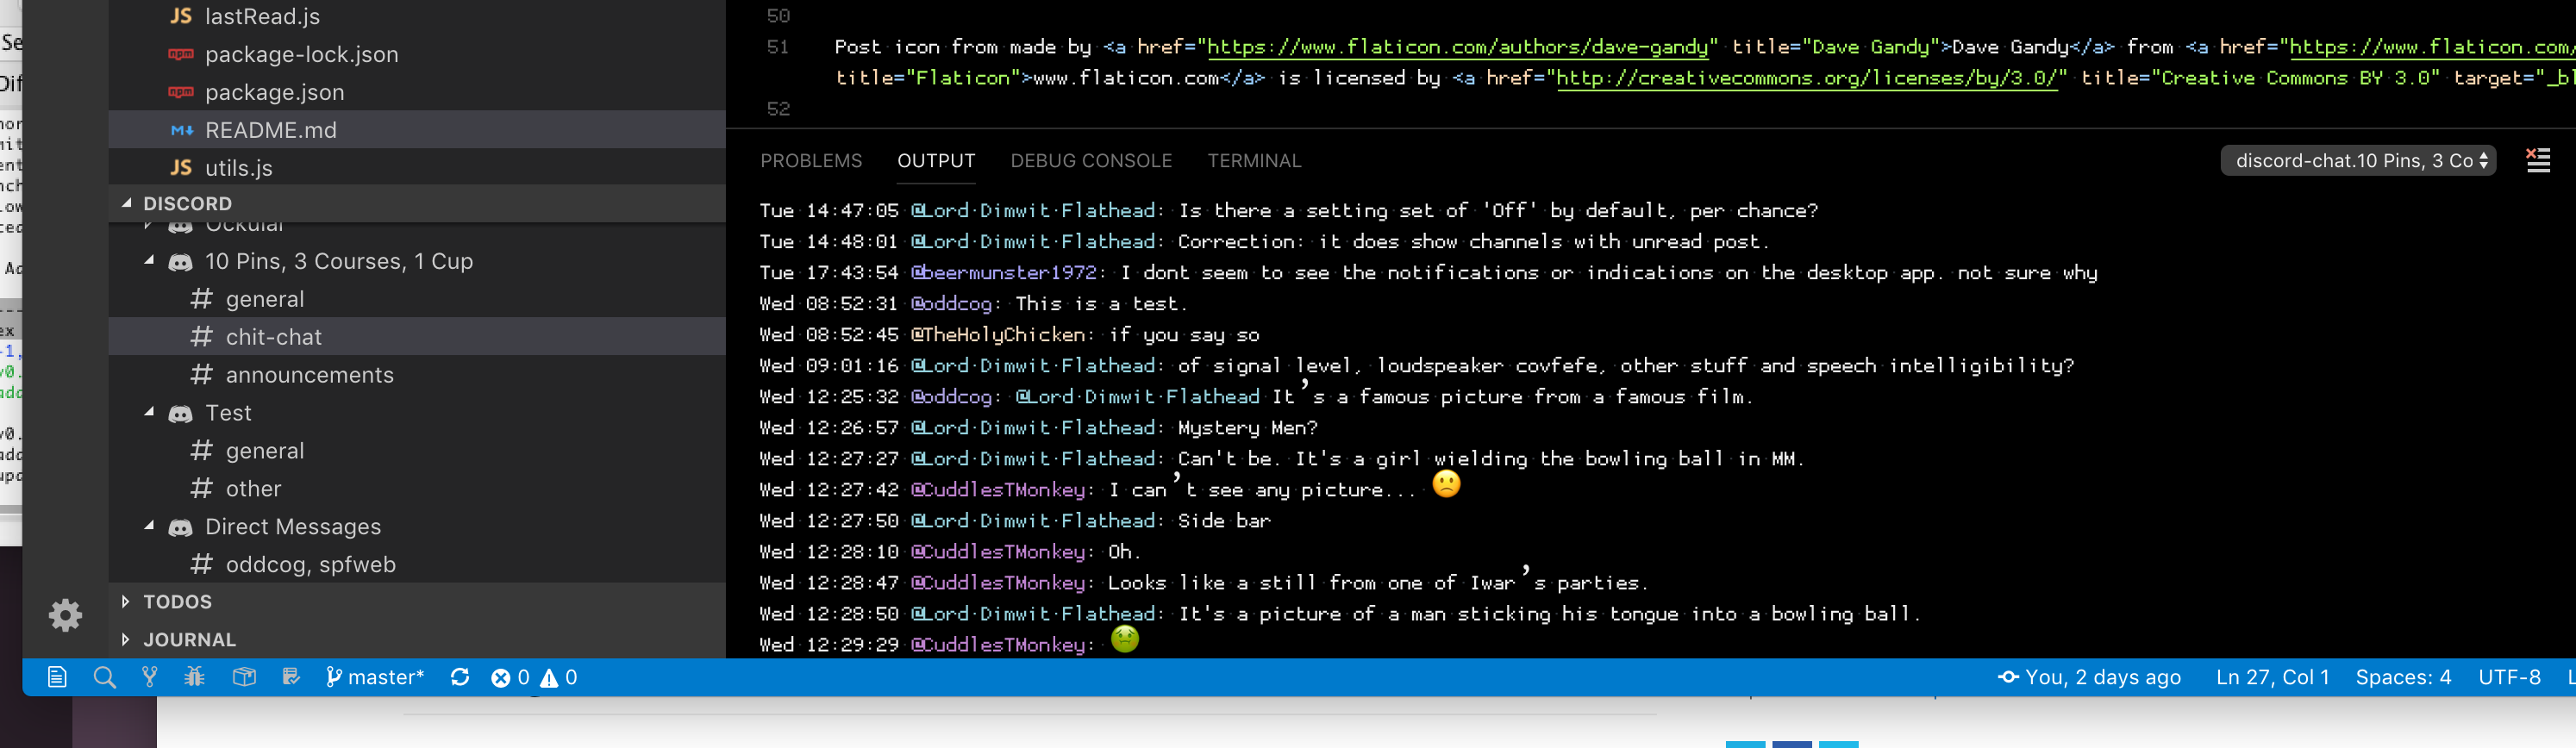 Se
Dif
lastRead.js
package-lock.json
package.json
README.md
utils.js
DISCORD
Ockular
10 Pins, 3 Courses, 1 Cup
general
chit-chat
announcements
Test
general
other
Direct Messages
oddcog, spfweb
TODOS
JOURNAL
50
51 Post icon from made by <a href="https://www.flaticon.com/authors/dave-gandy" title="Dave Gandy">Dave Gandy</a> from <a href="https://www.flaticon.com/
title="Flaticon">www.flaticon.com</a> is licensed by <a href="http://creativecommons.org/licenses/by/3.0/" title="Creative Commons BY 3.0" target="_bl
52
PROBLEMS OUTPUT DEBUG CONSOLE TERMINAL discord-chat.10 Pins, 3 Co
Tue 14:47:05 @Lord·Dimwit·Flathead: Is there a setting set of 'Off' by default, per chance?
Tue 14:48:01 @Lord·Dimwit·Flathead: Correction: it does show channels with unread post.
Tue 17:43:54 @beermunster1972: I dont seem to see the notifications or indications on the desktop app. not sure why
Wed 08:52:31 @oddcog: This is a test.
Wed 08:52:45 @TheHolyChicken: if you say so
Wed 09:01:16 @Lord·Dimwit·Flathead: of signal level, loudspeaker covfefe, other stuff and speech intelligibility?
Wed 12:25:32 @oddcog: @Lord·Dimwit·Flathead It’s a famous picture from a famous film.
Wed 12:26:57 @Lord·Dimwit·Flathead: Mystery Men?
Wed 12:27:27 @Lord·Dimwit·Flathead: Can't be. It's a girl wielding the bowling ball in MM.
Wed 12:27:42 @CuddlesTMonkey: I can’t see any picture... 🙁
Wed 12:27:50 @Lord·Dimwit·Flathead: Side bar
Wed 12:28:10 @CuddlesTMonkey: Oh.
Wed 12:28:47 @CuddlesTMonkey: Looks like a still from one of Iwar’s parties.
Wed 12:28:50 @Lord·Dimwit·Flathead: It's a picture of a man sticking his tongue into a bowling ball.
Wed 12:29:29 @CuddlesTMonkey: 🤢
master* 0 0 You, 2 days ago Ln 27, Col 1 Spaces: 4 UTF-8 L